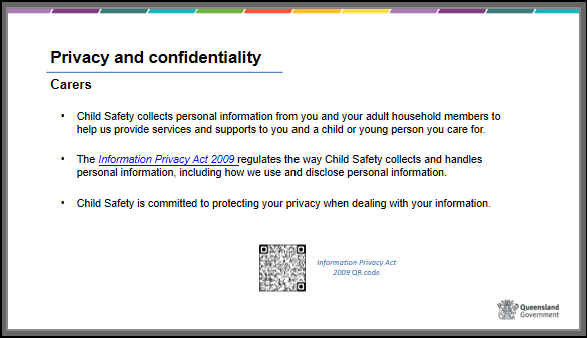 Privacy and confidentiality
Carers
• Child Safety collects personal information from you and your adult household members to
help us provide services and supports to you and a child or young person you care for.
• The Information Privacy Act 2009 regulates the way Child Safety collects and handles
personal information, including how we use and disclose personal information.
• Child Safety is committed to protecting your privacy when dealing with your information.
Information Privacy Act
2009 QR code
Queensland
Government